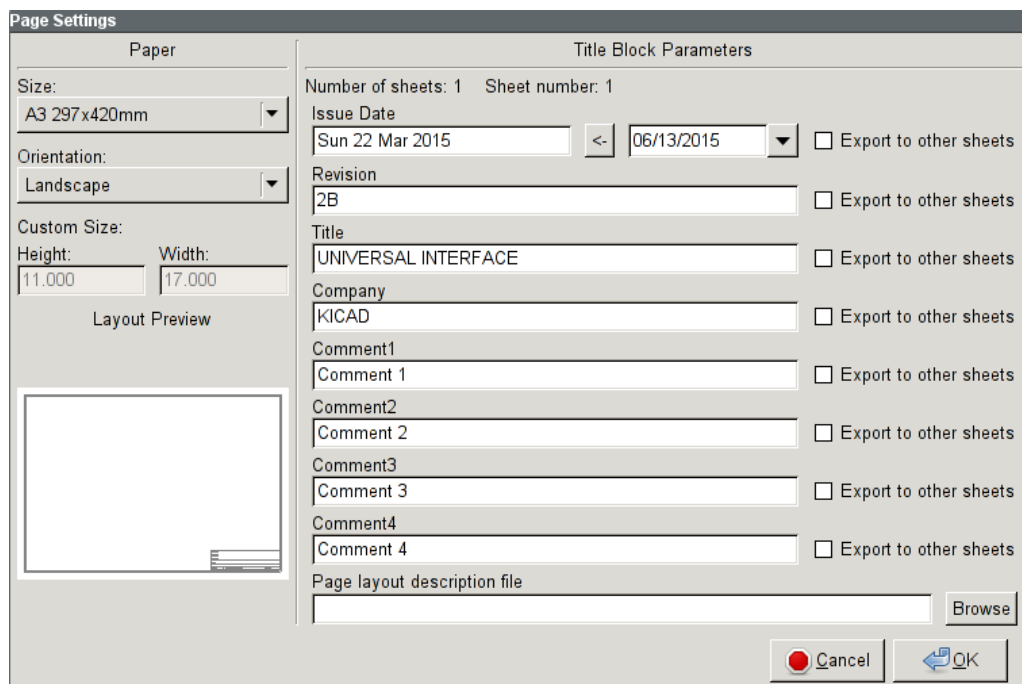 Page Settings
Paper
Size:
A3 297x420mm
Orientation:
Landscape
Custom Size:
Height: Width:
11.000 17.000
Layout Preview
Title Block Parameters
Number of sheets: 1 Sheet number: 1
Issue Date
Sun 22 Mar 2015 <- 06/13/2015 Export to other sheets
Revision
2B Export to other sheets
Title
UNIVERSAL INTERFACE Export to other sheets
Company
KICAD Export to other sheets
Comment1
Comment 1 Export to other sheets
Comment2
Comment 2 Export to other sheets
Comment3
Comment 3 Export to other sheets
Comment4
Comment 4 Export to other sheets
Page layout description file
Browse
Cancel OK